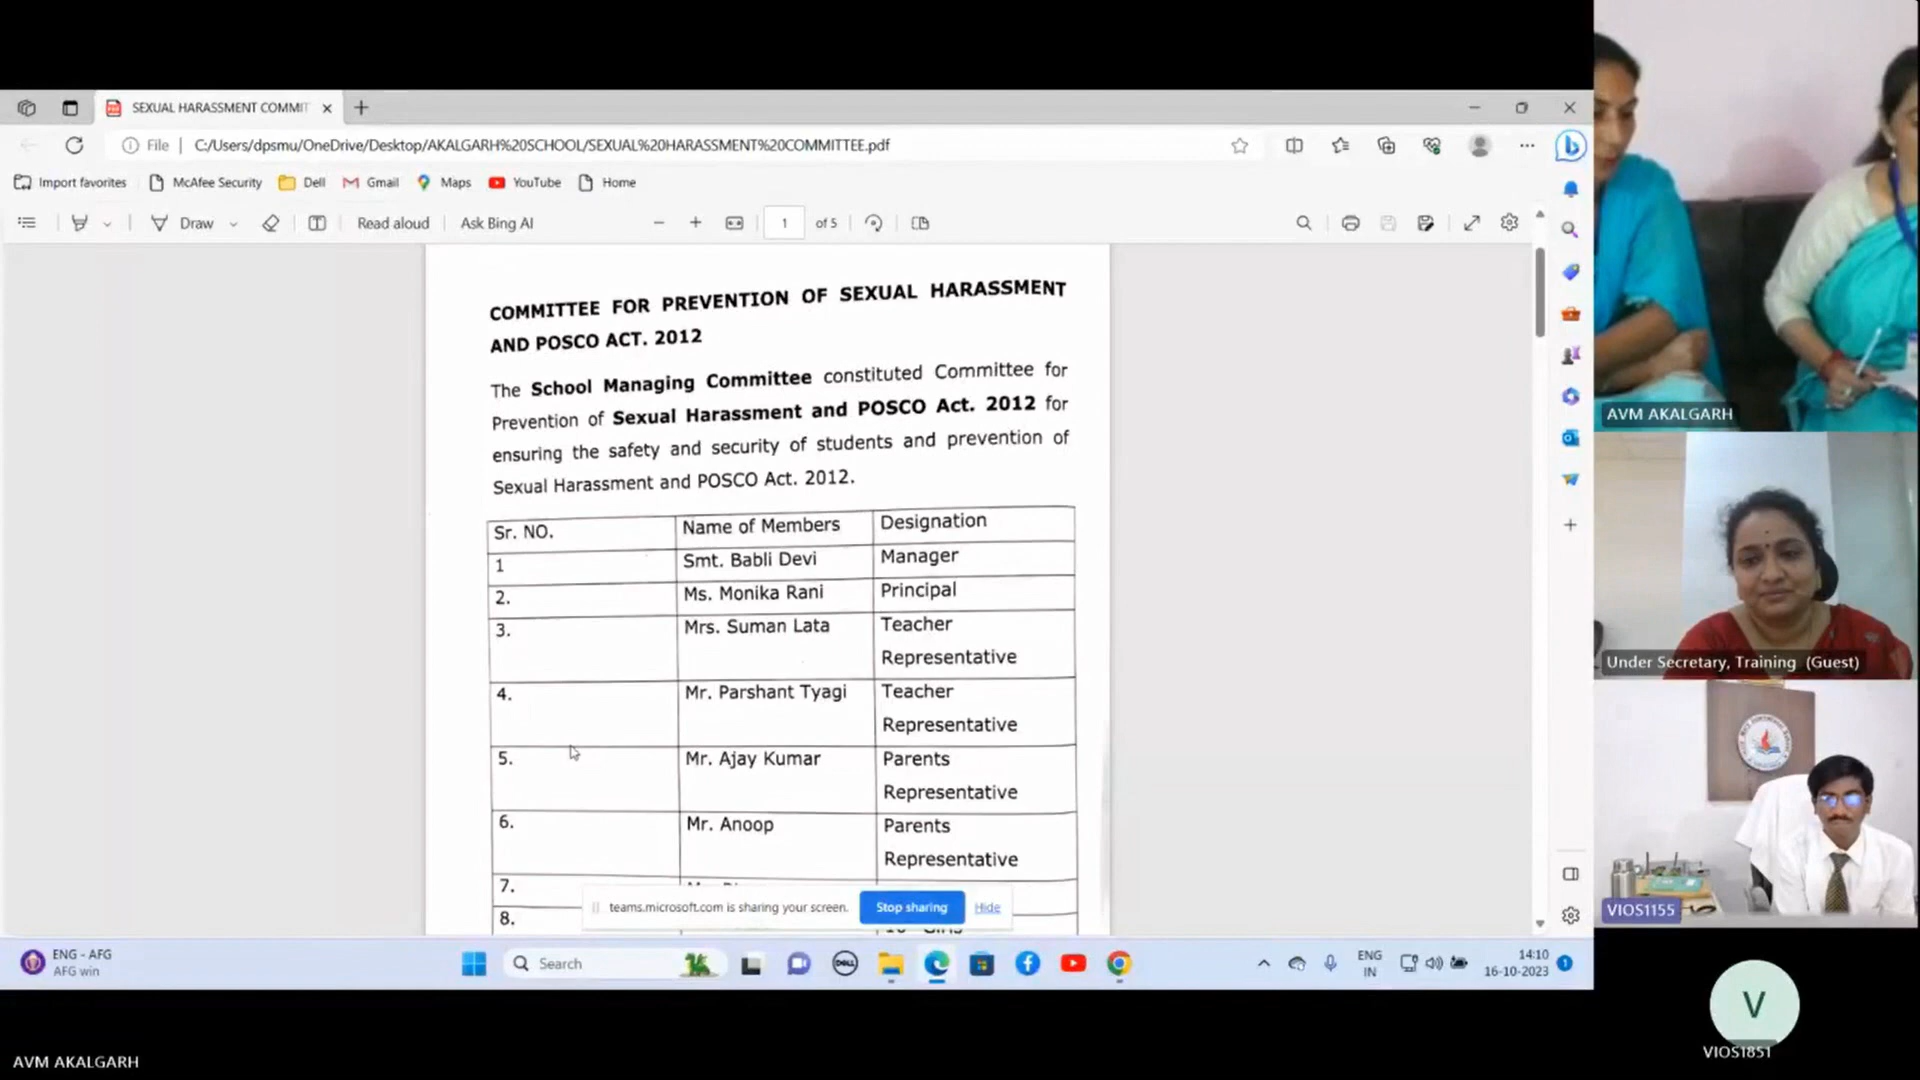 SEXUAL HARASSMENT COMMIT
File
C:/Users/dpsmu/OneDrive/Desktop/AKALGARH%20SCHOOL/SEXUAL%20HARASSMENT%20COMMITTEE.pdf
Import favorites McAfee Security Dell Gmail Maps YouTube Home
Draw Read aloud Ask Bing AI 1 of 5
COMMITTEE FOR PREVENTION OF SEXUAL HARASSMENT
AND POSCO ACT. 2012
The School Managing Committee constituted Committee for
Prevention of Sexual Harassment and POSCO Act. 2012 for
ensuring the safety and security of students and prevention of
Sexual Harassment and POSCO Act. 2012.
Sr. NO. Name of Members Designation
1 Smt. Babli Devi Manager
2. Ms. Monika Rani Principal
3. Mrs. Suman Lata Teacher
Representative
4. Mr. Parshant Tyagi Teacher
Representative
5. Mr. Ajay Kumar Parents
Representative
6. Mr. Anoop Parents
Representative
7.
8.
teams.microsoft.com is sharing your screen. Stop sharing Hide
ENG - AFG
AFG win
Search
DELL
ENG
IN
14:10
16-10-2023
1
AVM AKALGARH
Under Secretary, Training (Guest)
VIOS1155
V
VIOS1851
AVM AKALGARH